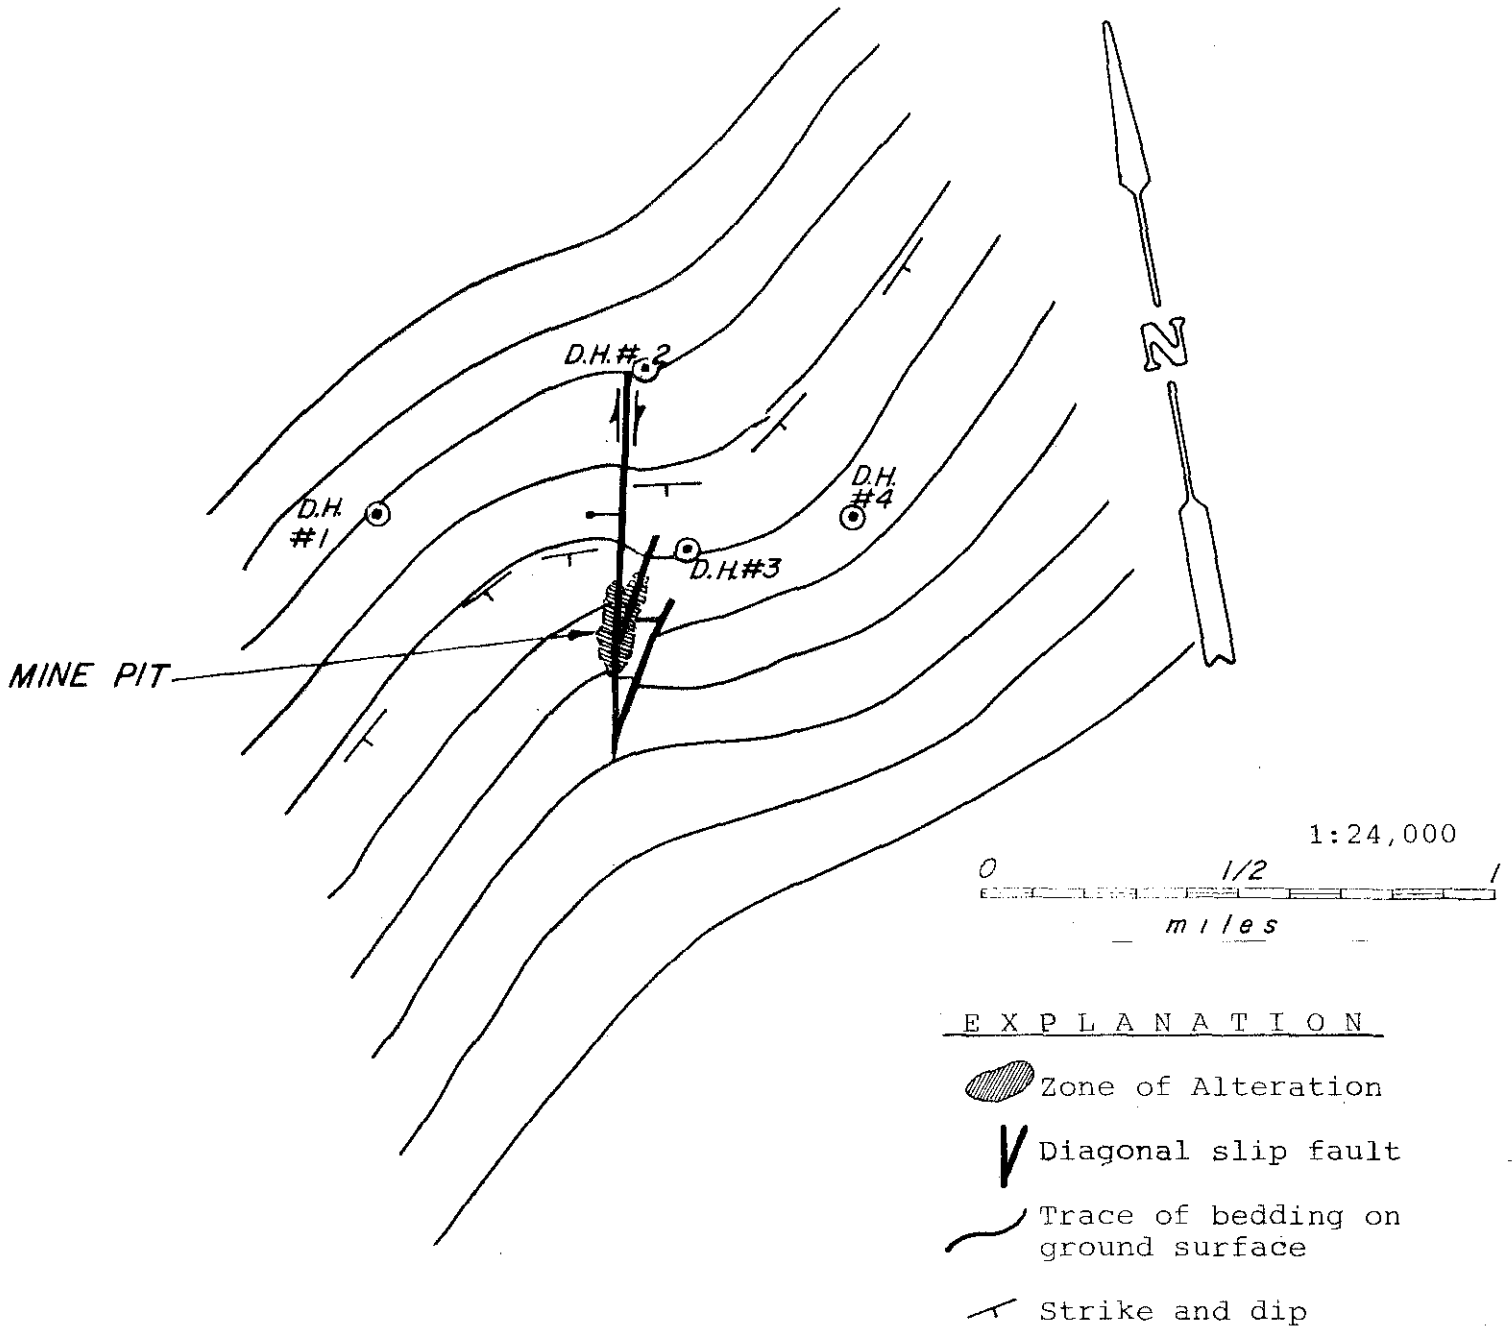 D.H.# 2
N
D.H.
#1
D.H.
#4
D.H.#3
MINE PIT
1:24,000
0 1/2 1
miles
EXPLANATION
Zone of Alteration
Diagonal slip fault
Trace of bedding on
ground surface
Strike and dip